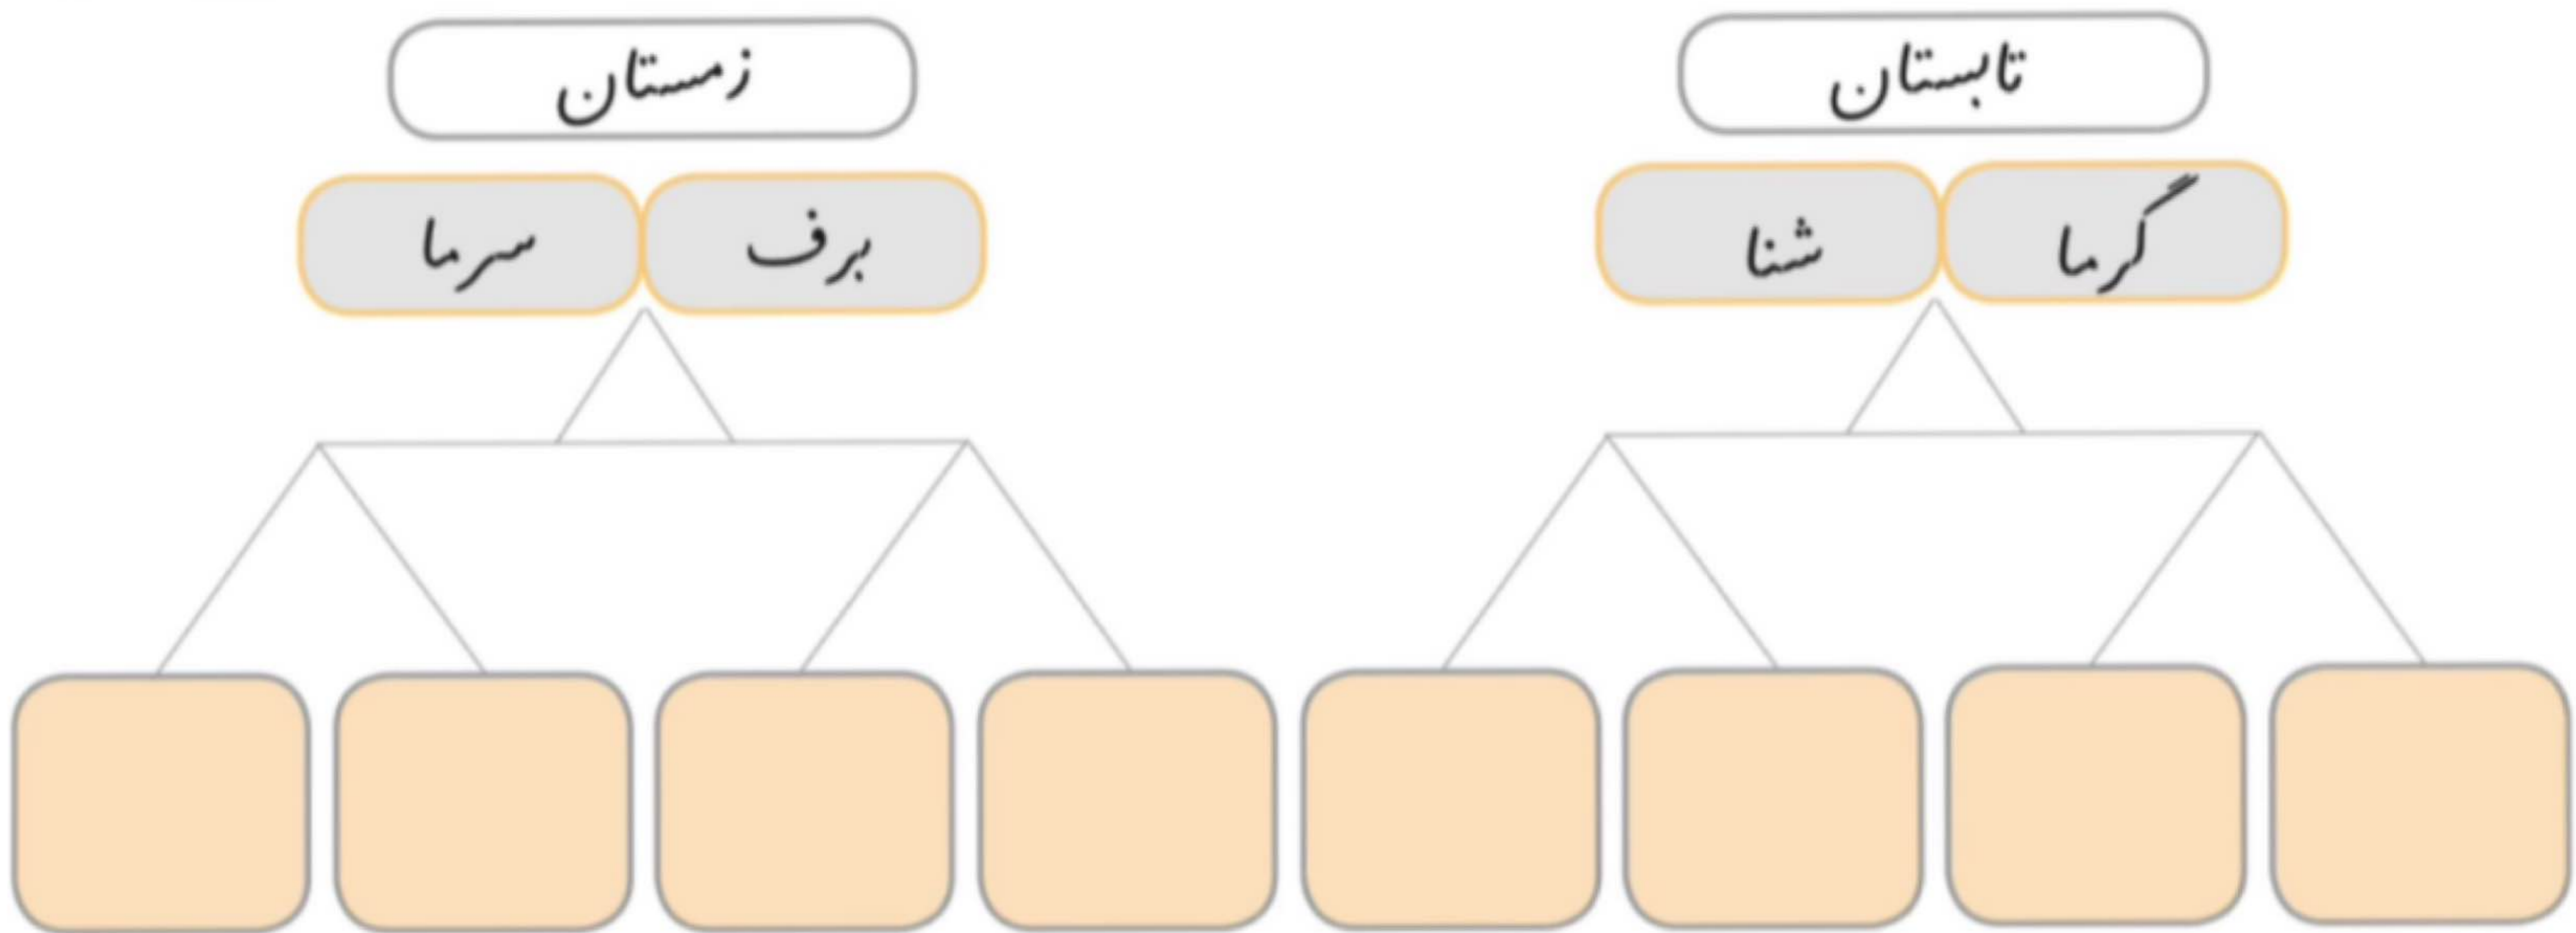 تابستان
گرما
شنا
زمستان
برف
سرما